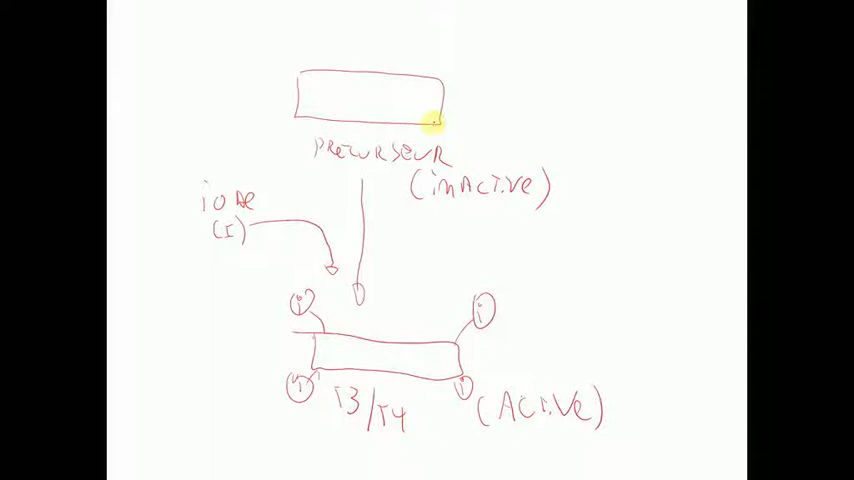 PRECURSEUR
(inActive)
iode
(I)
i
i
i
i
T3/T4
(Active)